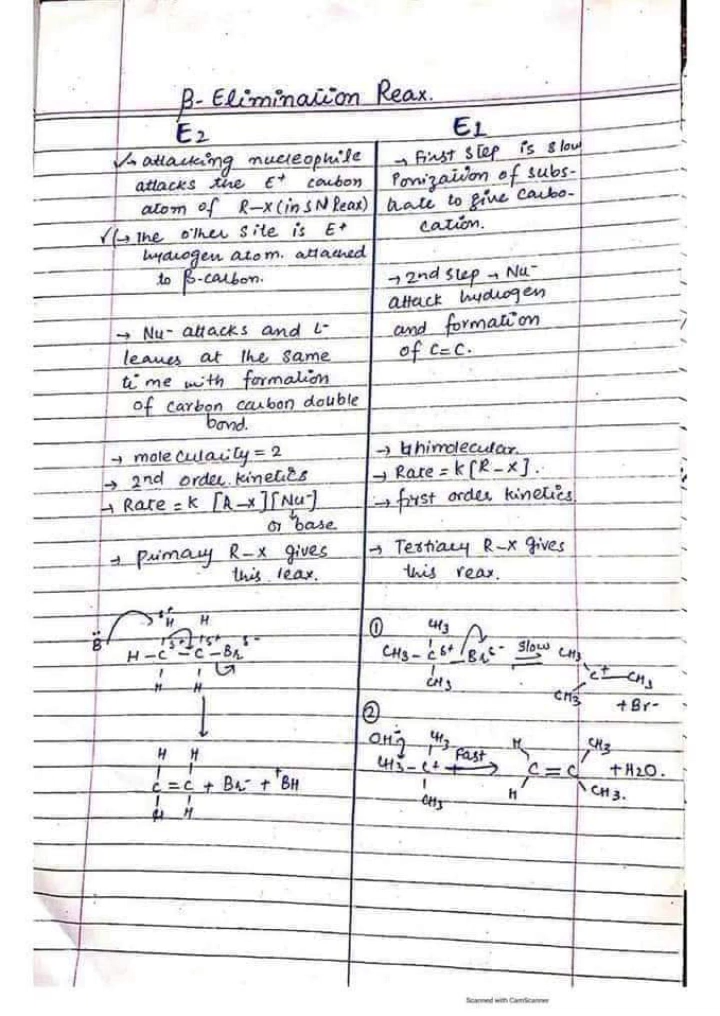 β- Elimination Reax.
E2
↳ attacking nucleophile
attacks the E+ carbon
atom of R-X (in SN Reax)
↳ the other site is E+
hydrogen atom. attached
to β-carbon.
→ Nu- attacks and L-
leaves at the same
time with formation
of carbon carbon double
bond.
→ molecularity = 2
→ 2nd order kinetics
→ Rate = K [R-X][Nu-]
or base
→ primary R-X gives
this reax.
B̈ δ+ H H
H-C δ+ -C δ+ -Br δ-
H H
↓
H H
C = C + Br- + +BH
H H
E1
→ First step is slow
Ionization of subs-
trate to give carbo-
cation.
→ 2nd step → Nu-
attack hydrogen
and formation
of C=C.
→ Unimolecular.
→ Rate = k[R-X].
→ first order kinetics
→ Tertiary R-X gives
this reax.
① CH3
CH3 - C δ+ - Br δ- slow ⇌ CH3
CH3 C+ - CH3
CH3 + Br-
②
OH- CH3 H CH3
CH3 - C+ Fast → C = C + H2O.
CH3 H CH3.
Scanned with CamScanner